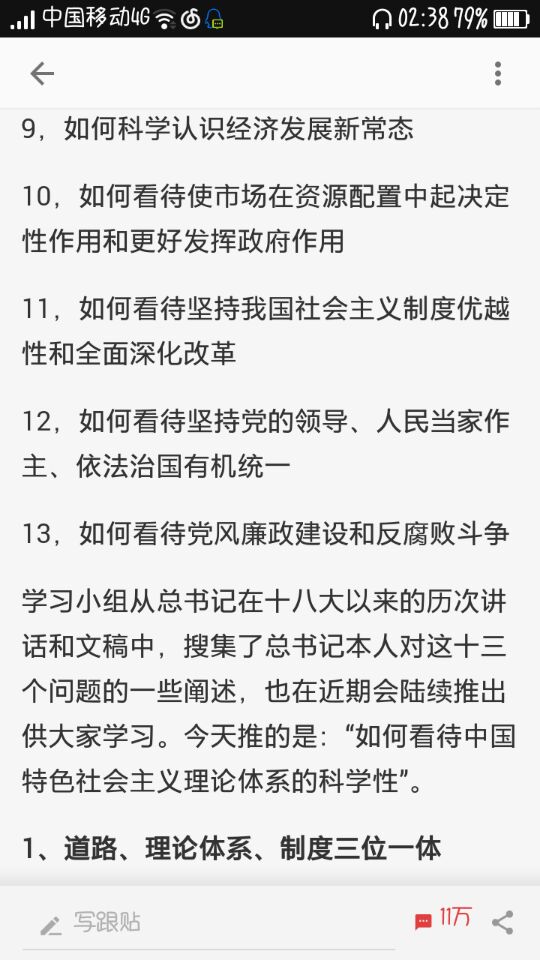 中国移动4G 02:38 79%
9，如何科学认识经济发展新常态
10，如何看待使市场在资源配置中起决定
性作用和更好发挥政府作用
11，如何看待坚持我国社会主义制度优越
性和全面深化改革
12，如何看待坚持党的领导、人民当家作
主、依法治国有机统一
13，如何看待党风廉政建设和反腐败斗争
学习小组从总书记在十八大以来的历次讲
话和文稿中，搜集了总书记本人对这十三
个问题的一些阐述，也在近期会陆续推出
供大家学习。今天推的是：“如何看待中国
特色社会主义理论体系的科学性”。
1、道路、理论体系、制度三位一体
写跟贴 11万